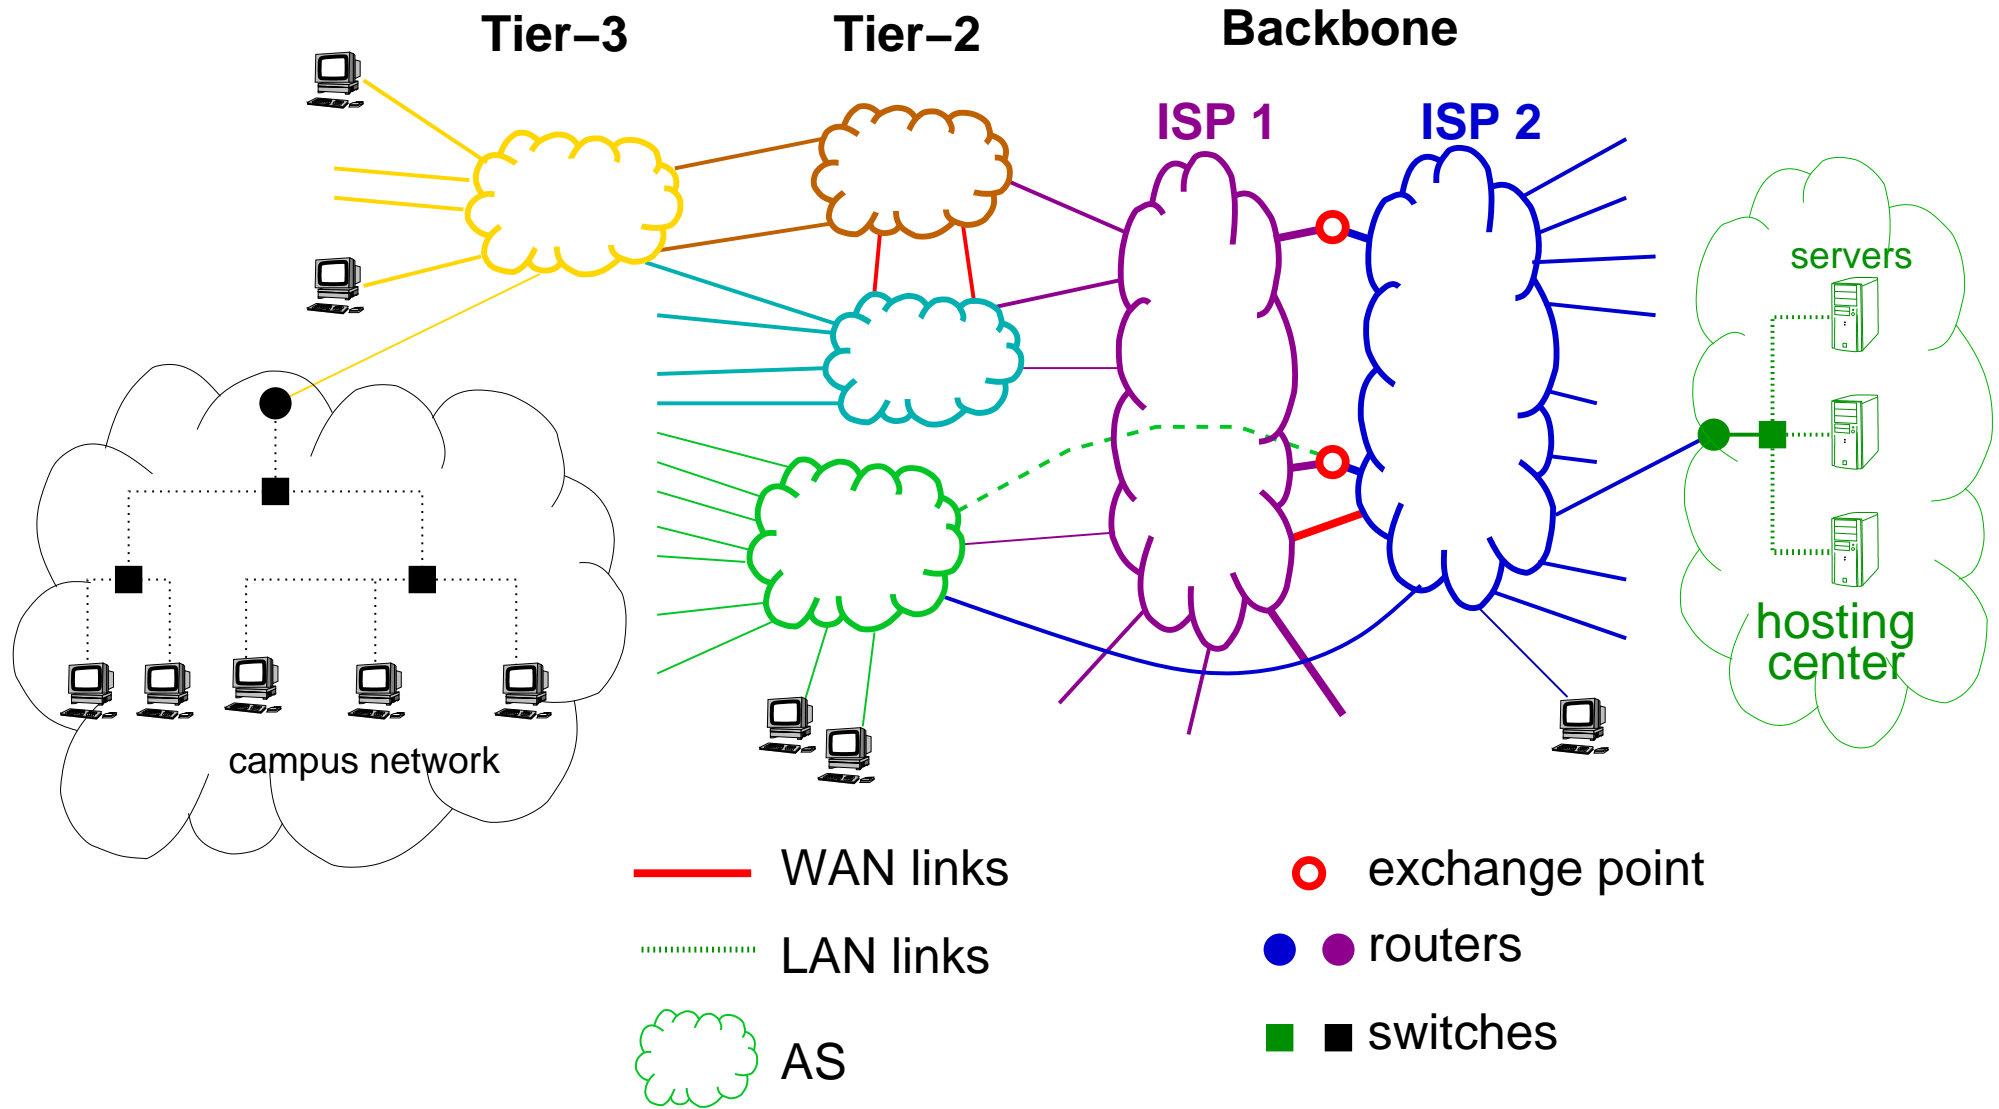 Tier−3
Tier−2
Backbone
ISP 1
ISP 2
servers
hosting
center
campus network
WAN links
exchange point
LAN links
routers
AS
switches